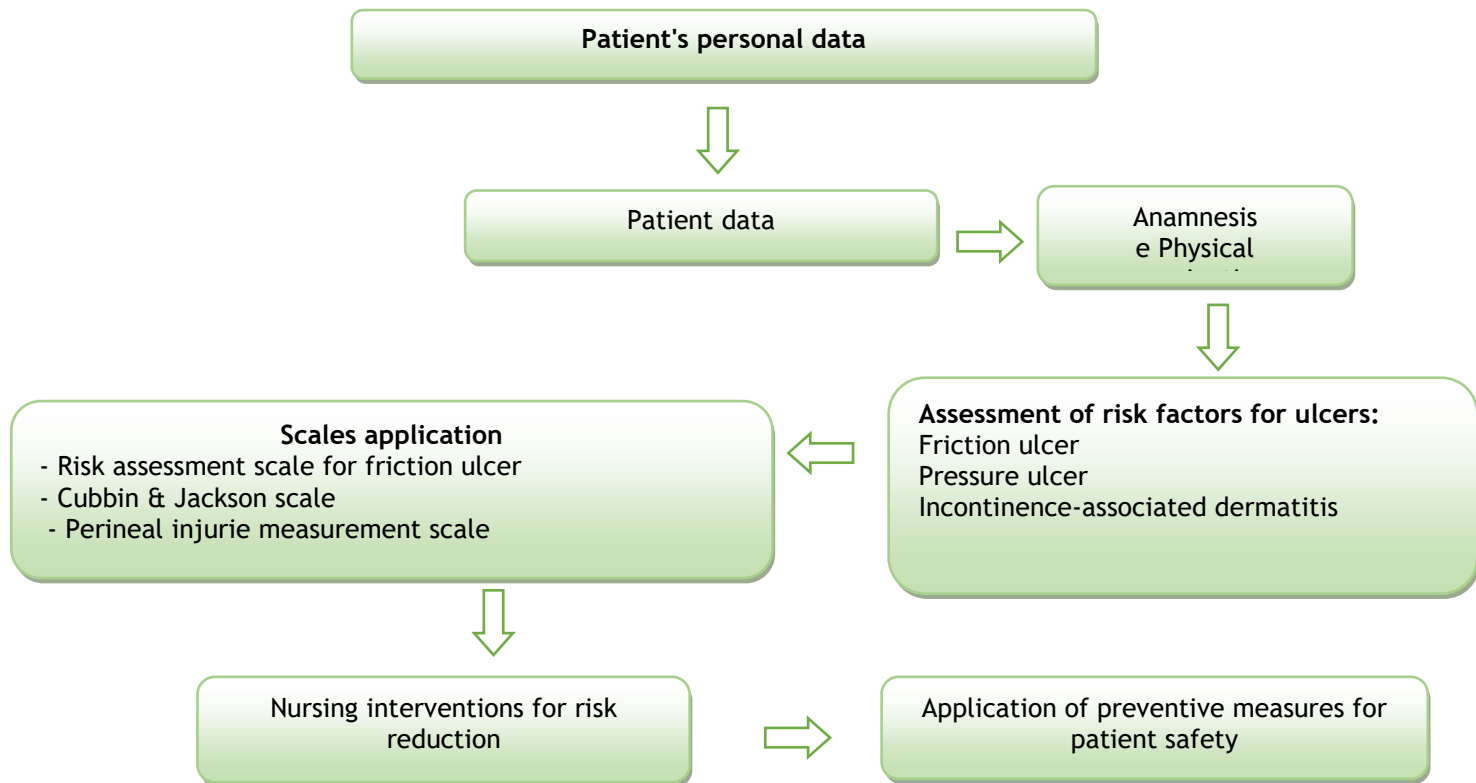 Patient's personal data
Patient data
Anamnesis
e Physical
Assessment of risk factors for ulcers:
Friction ulcer
Pressure ulcer
Incontinence-associated dermatitis
Scales application
- Risk assessment scale for friction ulcer
- Cubbin & Jackson scale
- Perineal injurie measurement scale
Nursing interventions for risk
reduction
Application of preventive measures for
patient safety